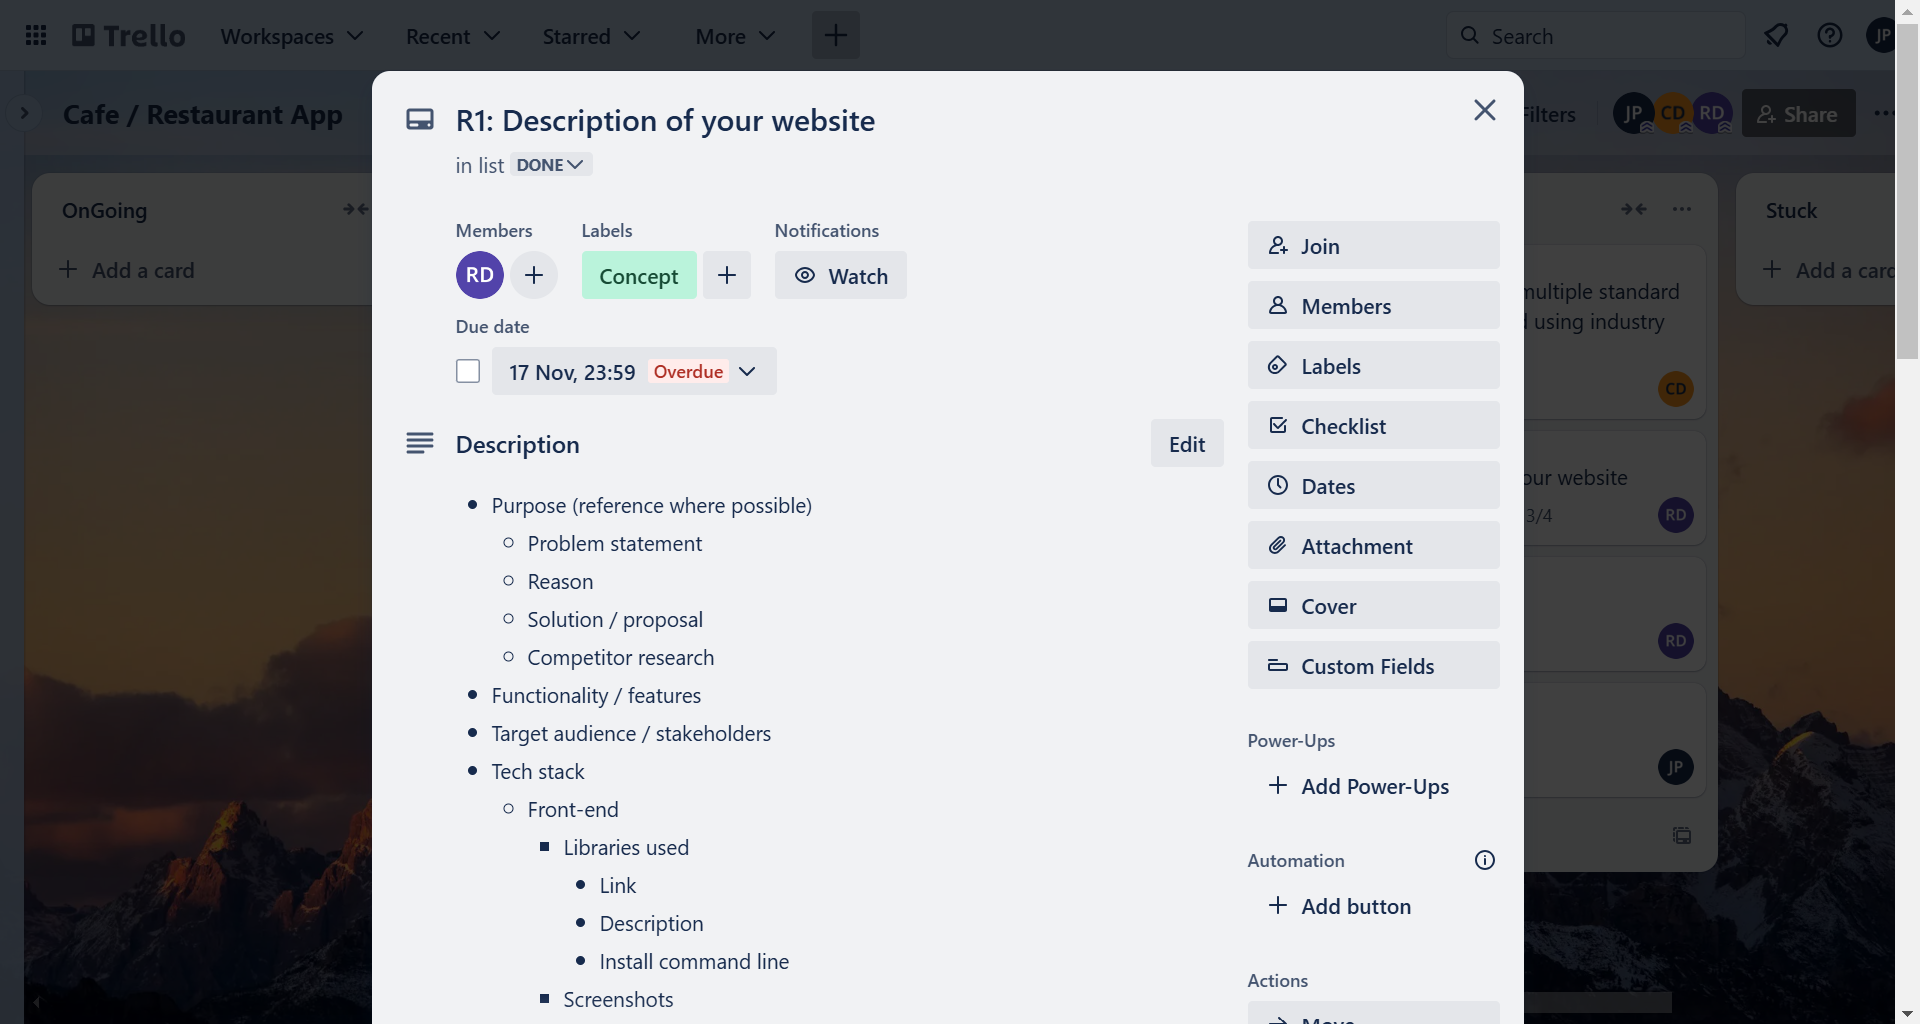 Trello
Workspaces
Recent
Starred
More
Search
JP
Cafe / Restaurant App
Filters
JP
CD
RD
Share
OnGoing
Add a card
R1: Description of your website
in list DONE
Members
RD
Labels
Concept
Notifications
Watch
Due date
17 Nov, 23:59 Overdue
Description
Edit
• Purpose (reference where possible)
○ Problem statement
○ Reason
○ Solution / proposal
○ Competitor research
• Functionality / features
• Target audience / stakeholders
• Tech stack
○ Front-end
▪ Libraries used
• Link
• Description
• Install command line
▪ Screenshots
Join
Members
Labels
Checklist
Dates
Attachment
Cover
Custom Fields
Power-Ups
Add Power-Ups
Automation
Add button
Actions
Move
multiple standard
using industry
CD
our website
3/4
RD
RD
JP
Stuck
Add a card